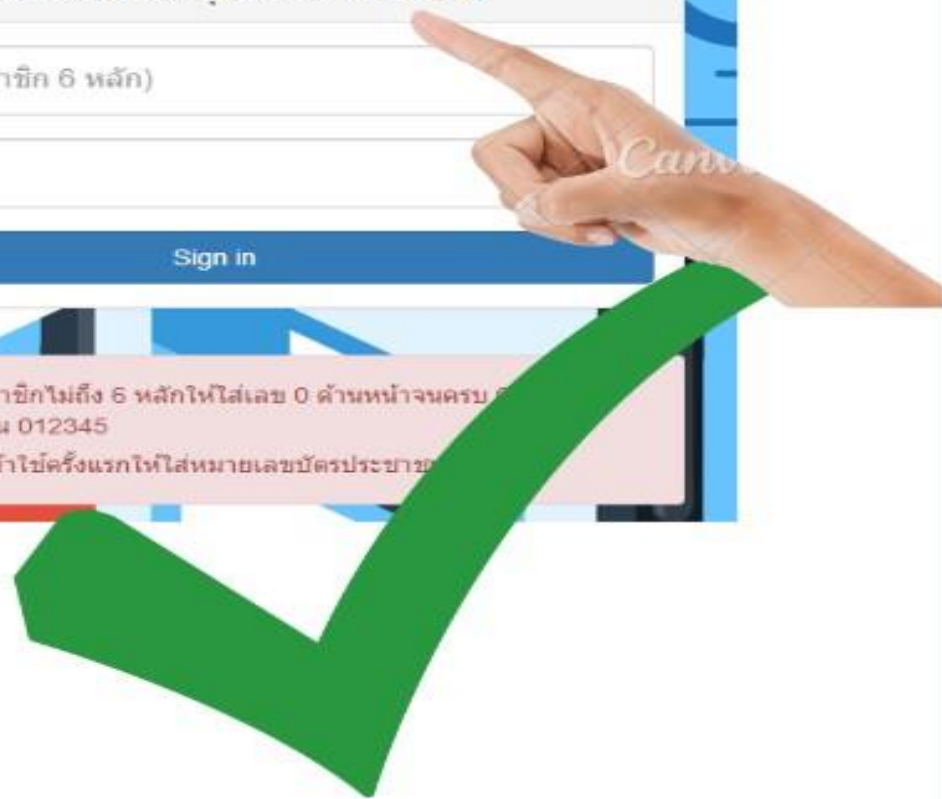 าชิก 6 หลัก)
Sign in
าชิกไม่ถึง 6 หลักให้ใส่เลข 0 ด้านหน้าจนครบ
น 012345
ข้าใช้ครั้งแรกให้ใส่หมายเลขบัตรประชาช